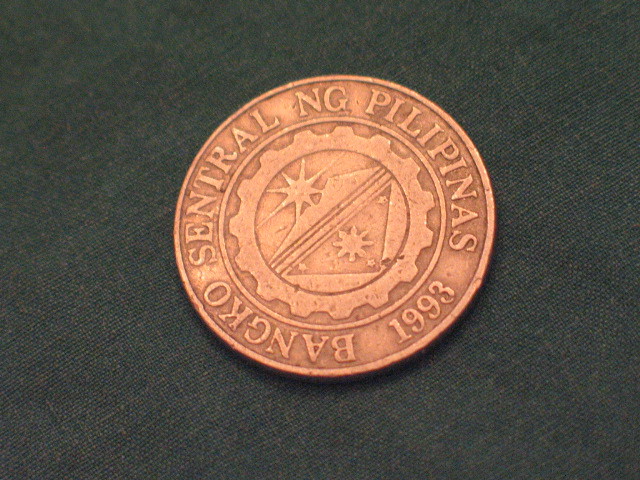 BANGKO SENTRAL NG PILIPINAS
1993